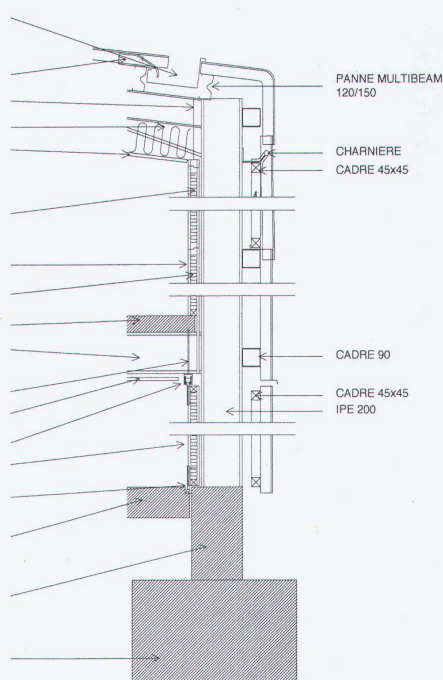 PANNE MULTIBEAM
120/150
CHARNIERE
CADRE 45x45
CADRE 90
CADRE 45x45
IPE 200